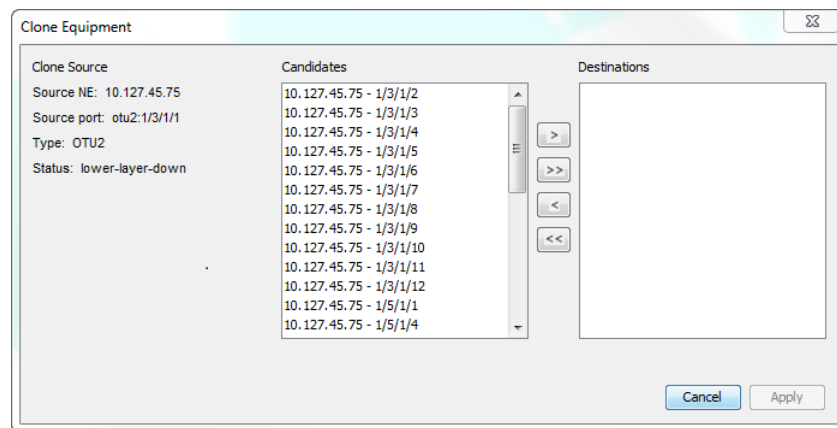 Clone Equipment
Clone Source
Source NE: 10.127.45.75
Source port: otu2:1/3/1/1
Type: OTU2
Status: lower-layer-down
Candidates
10.127.45.75 - 1/3/1/2
10.127.45.75 - 1/3/1/3
10.127.45.75 - 1/3/1/4
10.127.45.75 - 1/3/1/5
10.127.45.75 - 1/3/1/6
10.127.45.75 - 1/3/1/7
10.127.45.75 - 1/3/1/8
10.127.45.75 - 1/3/1/9
10.127.45.75 - 1/3/1/10
10.127.45.75 - 1/3/1/11
10.127.45.75 - 1/3/1/12
10.127.45.75 - 1/5/1/1
10.127.45.75 - 1/5/1/4
>
>>
<
<<
Destinations
Cancel
Apply